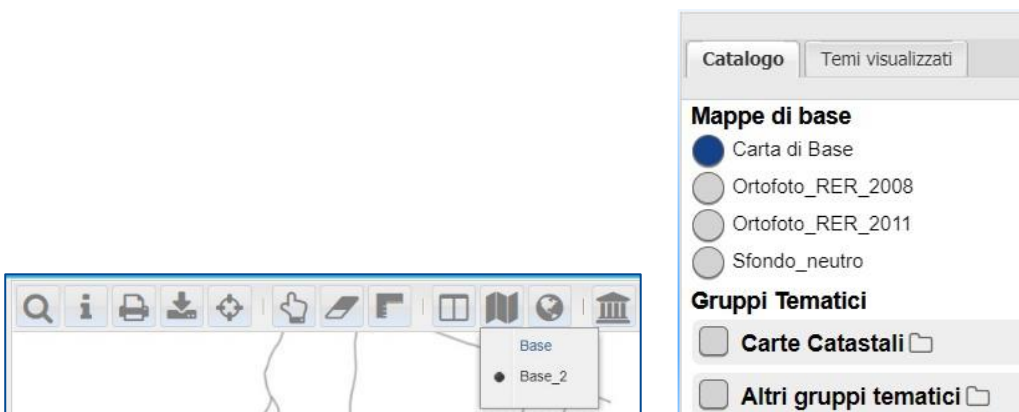 Base
Base_2
Catalogo
Temi visualizzati
Mappe di base
Carta di Base
Ortofoto_RER_2008
Ortofoto_RER_2011
Sfondo_neutro
Gruppi Tematici
Carte Catastali
Altri gruppi tematici